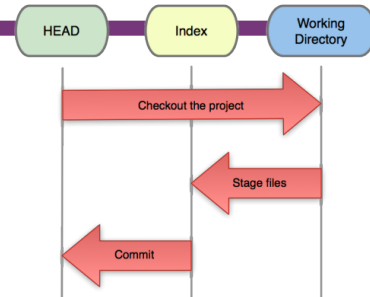 HEAD
Index
Working
Directory
Checkout the project
Stage files
Commit